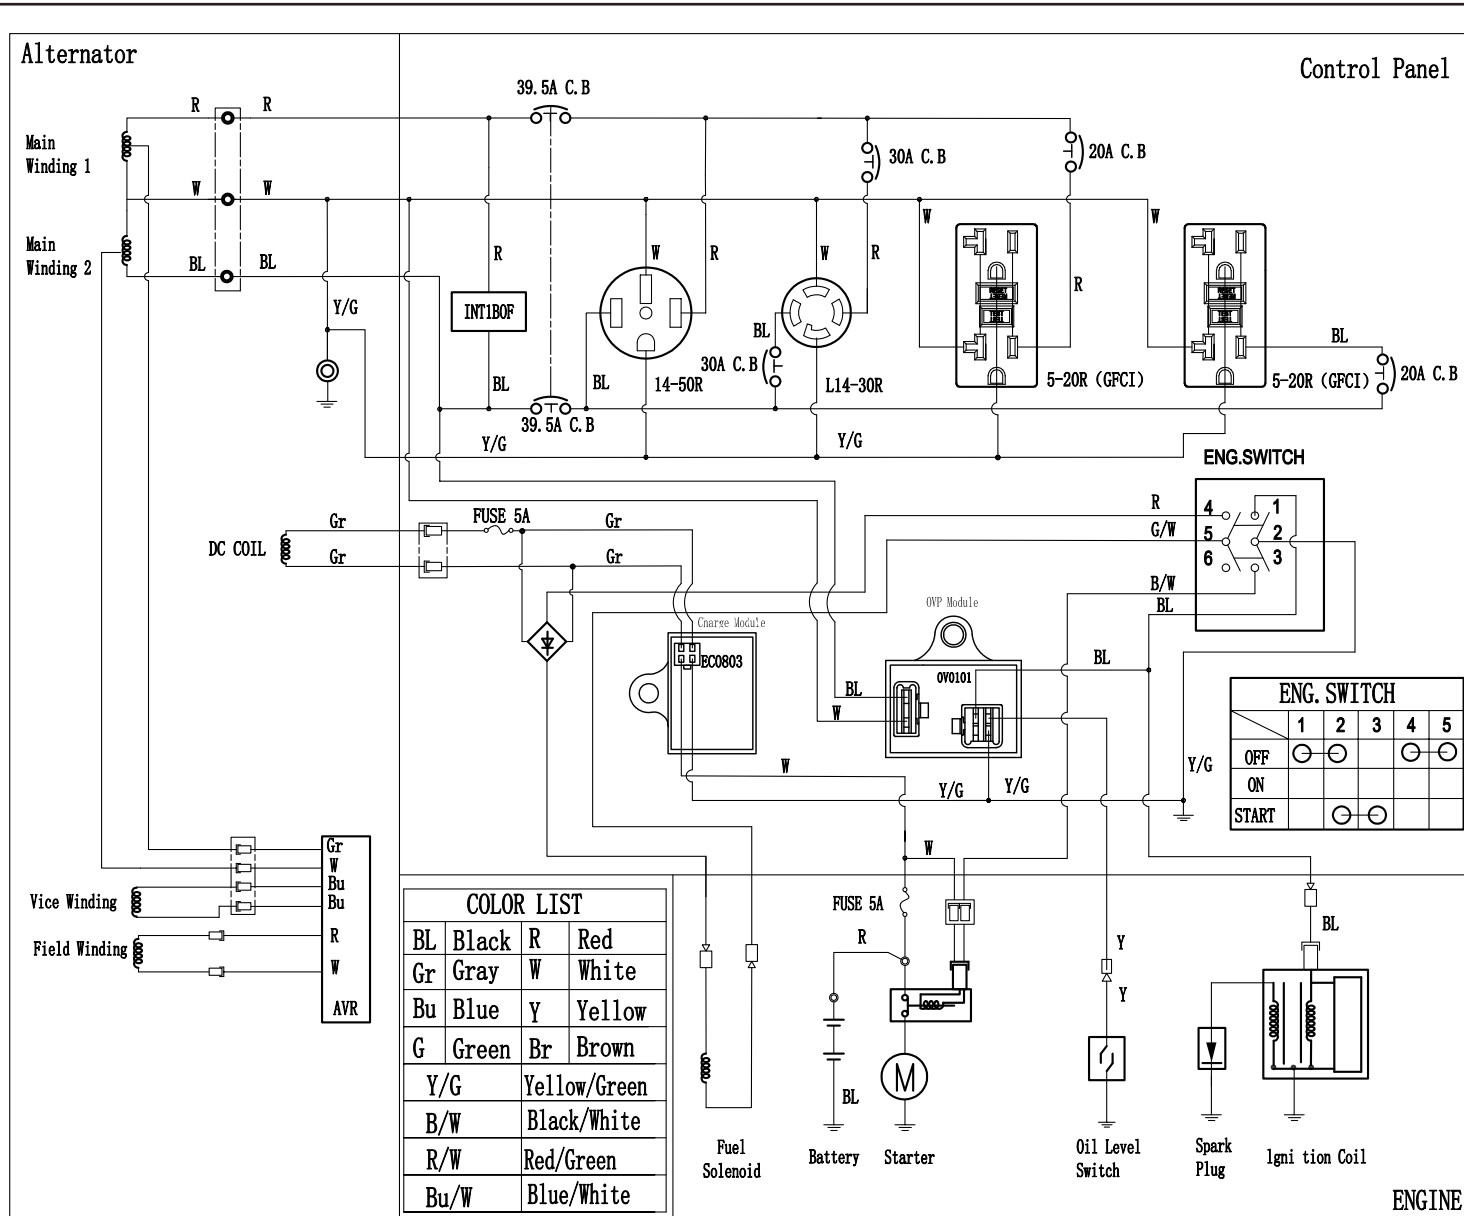 Alternator
Control Panel
39. 5A C. B
R
R
Main
Winding 1
30A C. B
20A C. B
W
W
W
W
Main
Winding 2
BL
BL
R
W
R
W
R
R
Y/G
INT1BOF
BL
BL
RESET
TEST
RESET
TEST
30A C. B
BL
BL
14-50R
L14-30R
5-20R (GFCI)
5-20R (GFCI)
20A C. B
39. 5A C. B
Y/G
Y/G
ENG.SWITCH
DC COIL
Gr
FUSE 5A
Gr
Gr
Gr
R
G/W
B/W
BL
4
1
5
2
6
3
OVP Module
Charge Module
EC0803
OV0101
BL
BL
W
W
Y/G
Y/G
Y/G
ENG. SWITCH
1 2 3 4 5
OFF
ON
START
Gr
W
Bu
Bu
R
W
AVR
Vice Winding
Field Winding
COLOR LIST
BL Black R Red
Gr Gray W White
Bu Blue Y Yellow
G Green Br Brown
Y/G Yellow/Green
B/W Black/White
R/W Red/Green
Bu/W Blue/White
W
FUSE 5A
R
BL
M
Y
Y
BL
Fuel
Solenoid
Battery
Starter
Oil Level
Switch
Spark
Plug
lgni tion Coil
ENGINE